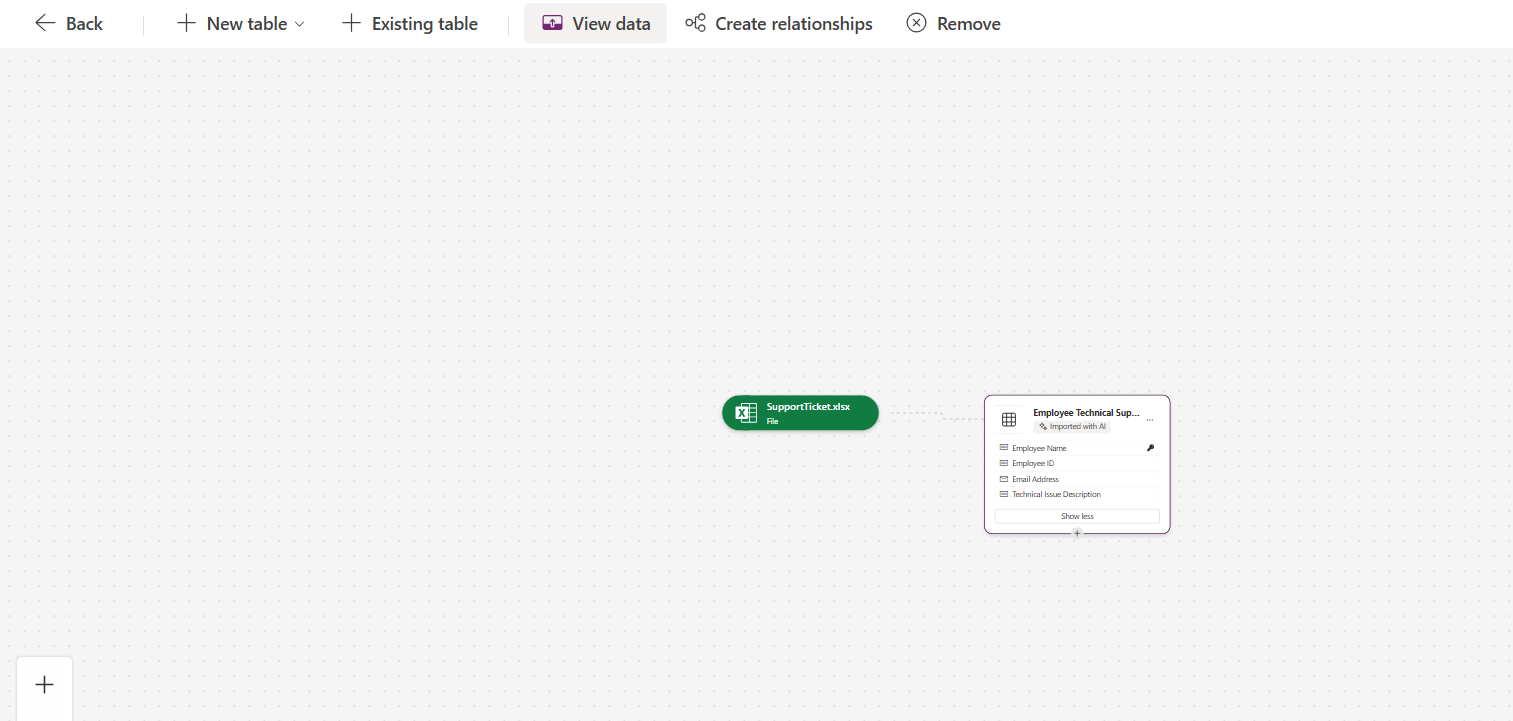 Back
New table
Existing table
View data
Create relationships
Remove
SupportTicket.xlsx
File
Employee Technical Sup...
Imported with AI
Employee Name
Employee ID
Email Address
Technical Issue Description
Show less